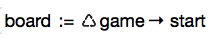 board := ♺game→ start